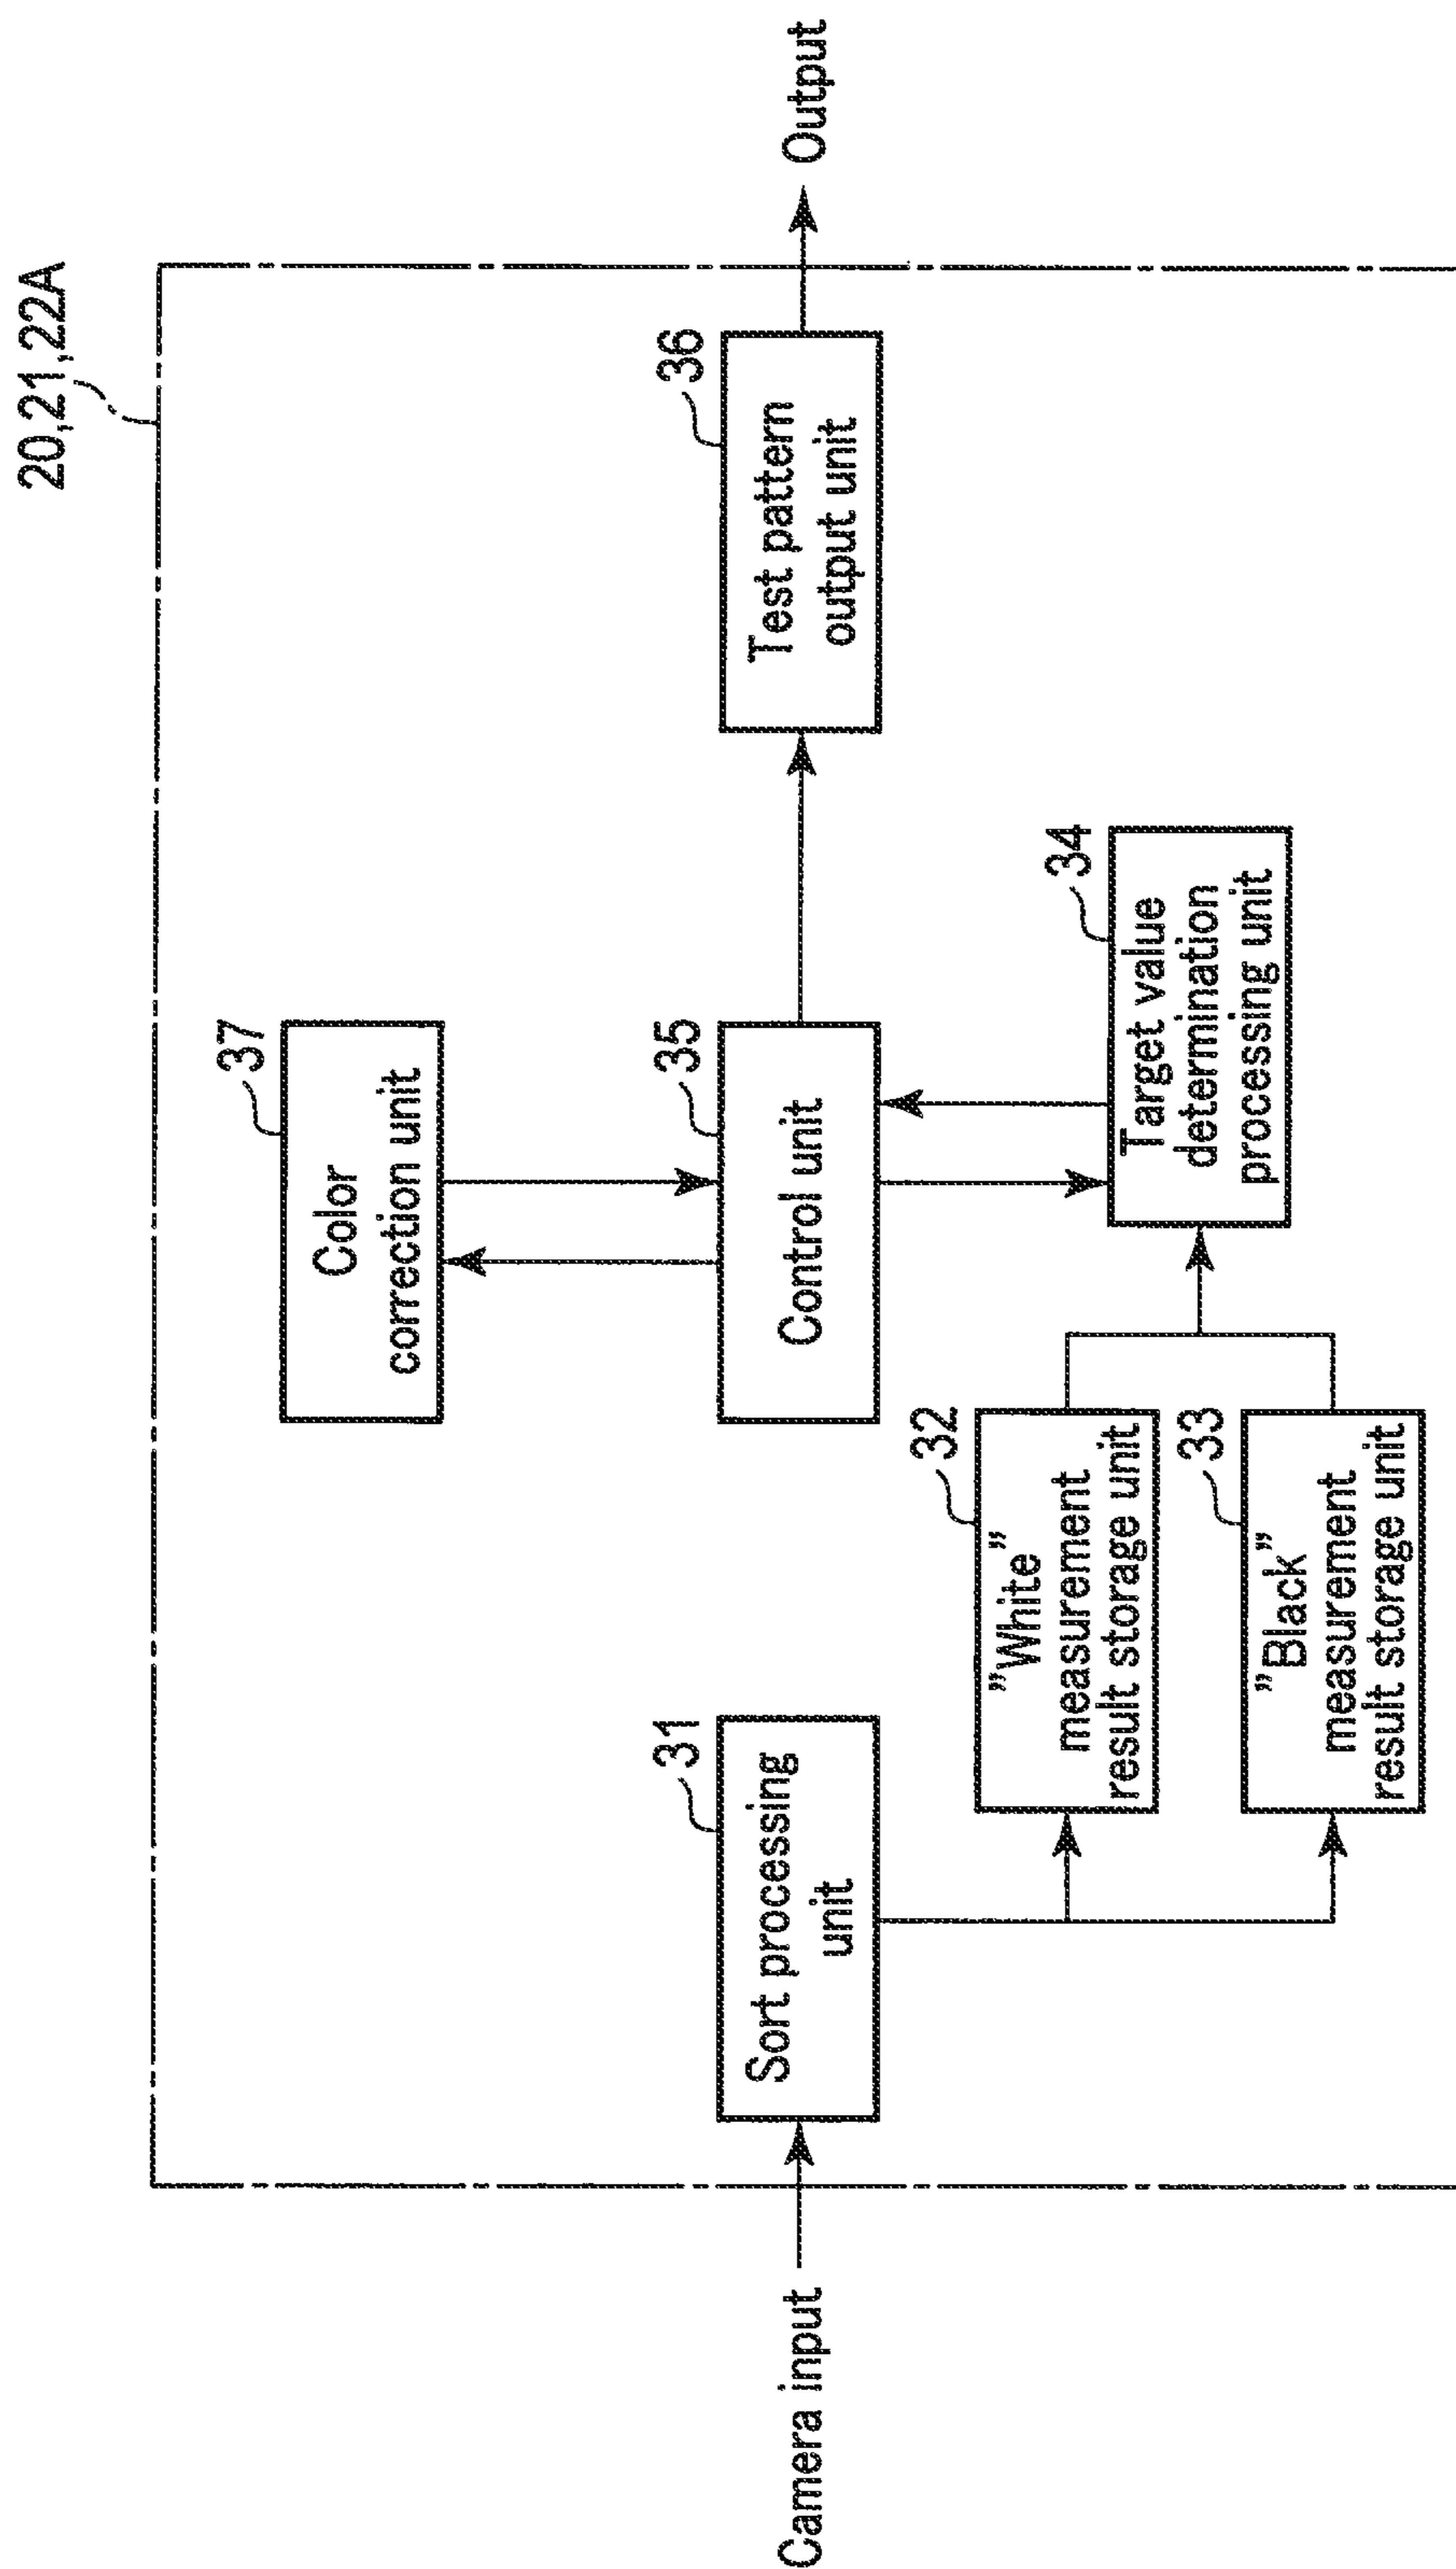 20,21,22A
37
Color
correction unit
31
Sort processing
unit
35
Control unit
36
Test pattern
output unit
Camera input
Output
32
"White"
measurement
result storage unit
34
Target value
determination
processing unit
33
"Black"
measurement
result storage unit